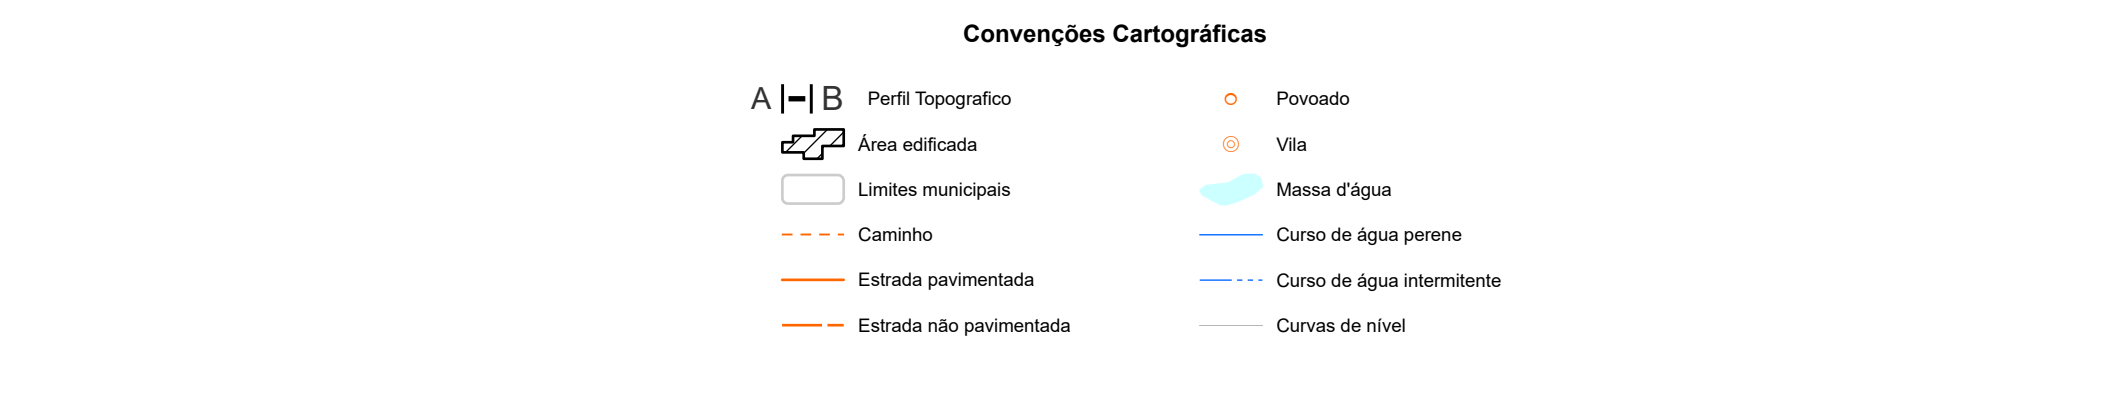 Convenções Cartográficas
A B Perfil Topografico
Área edificada
Limites municipais
Caminho
Estrada pavimentada
Estrada não pavimentada
Povoado
Vila
Massa d'água
Curso de água perene
Curso de água intermitente
Curvas de nível